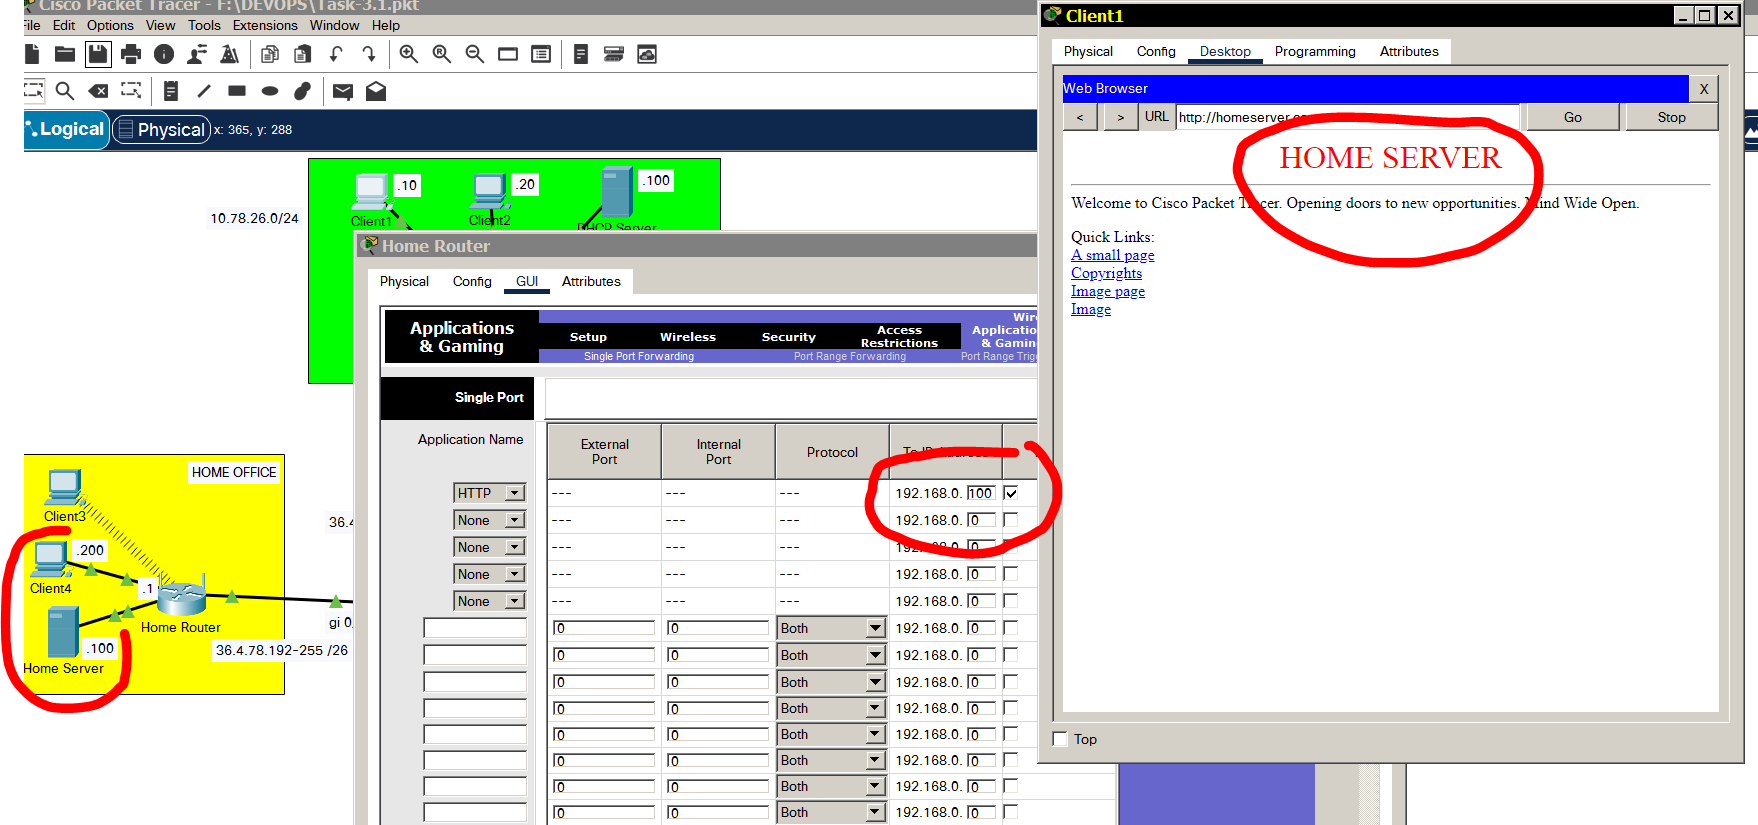 Cisco Packet Tracer - F:\DEVOPS\Task-3.1.pkt
File Edit Options View Tools Extensions Window Help
Logical Physical x: 365, y: 288
.10
.20
.100
10.78.26.0/24
Client1
Client2
DHCP Server
Home Router
Physical Config GUI Attributes
Applications & Gaming
Setup Wireless Security Access Restrictions
Applicatio
& Gamin
Single Port Forwarding Port Range Forwarding Port Range Trig
Single Port
Application Name
External Port Internal Port Protocol To IP Address
HTTP --- --- --- 192.168.0. 100
None --- --- --- 192.168.0. 0
None --- --- --- 192.168.0. 0
None --- --- --- 192.168.0. 0
None --- --- --- 192.168.0. 0
0 0 Both 192.168.0. 0
0 0 Both 192.168.0. 0
0 0 Both 192.168.0. 0
0 0 Both 192.168.0. 0
0 0 Both 192.168.0. 0
0 0 Both 192.168.0. 0
0 0 Both 192.168.0. 0
0 0 Both 192.168.0. 0
HOME OFFICE
Client3
.200
Client4
.1
Home Router
.100
Home Server
36.4.78.192-255 /26
36.4
gi 0
Client1
Physical Config Desktop Programming Attributes
Web Browser X
< > URL http://homeserver. Go Stop
HOME SERVER
Welcome to Cisco Packet Tracer. Opening doors to new opportunities. Mind Wide Open.
Quick Links:
A small page
Copyrights
Image page
Image
Top